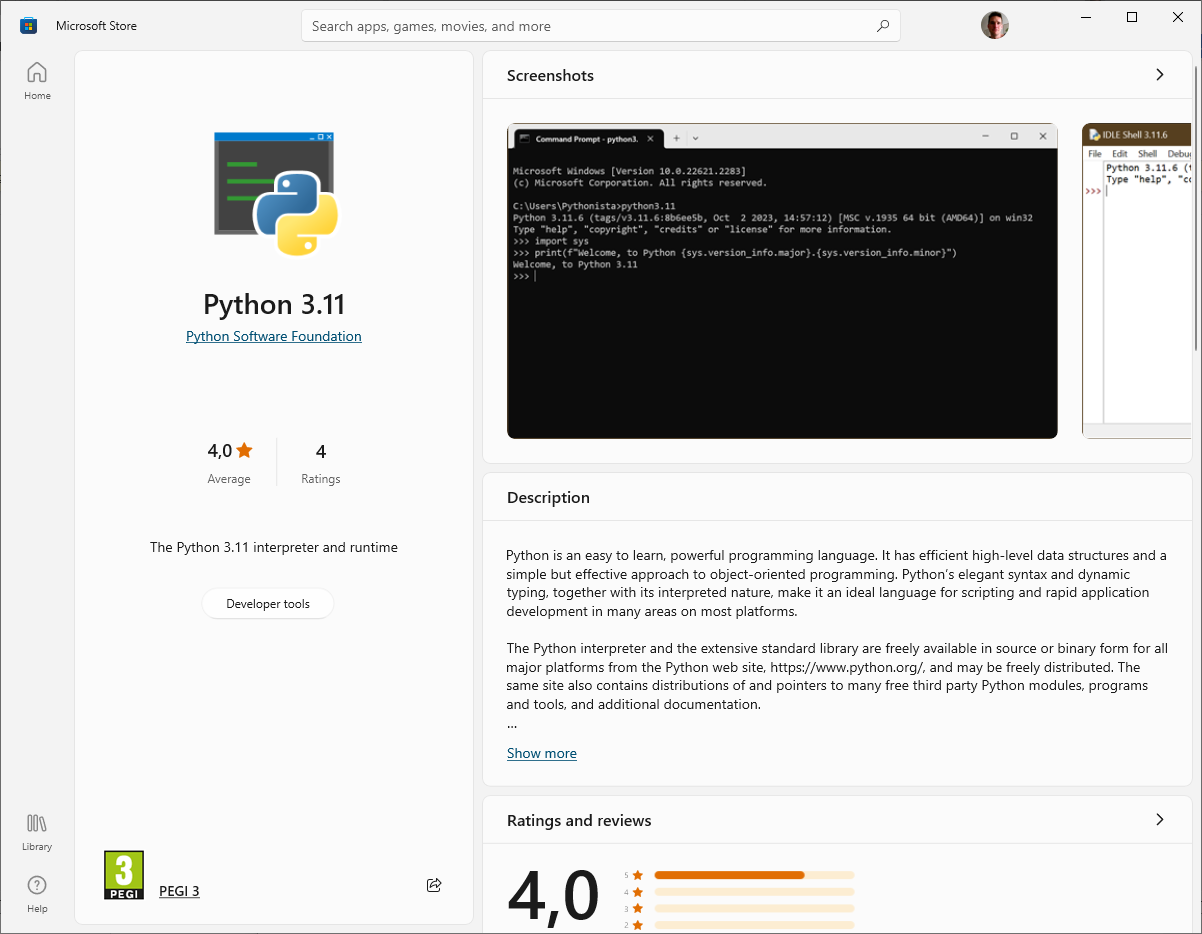 Microsoft Store
Search apps, games, movies, and more
Home
Library
Help
Python 3.11
Python Software Foundation
4,0
Average
4
Ratings
The Python 3.11 interpreter and runtime
Developer tools
3
PEGI
PEGI 3
Screenshots
Command Prompt - python3.
Microsoft Windows [Version 10.0.22621.2283]
(c) Microsoft Corporation. All rights reserved.
C:\Users\Pythonista>python3.11
Python 3.11.6 (tags/v3.11.6:8b6ee5b, Oct  2 2023, 14:57:12) [MSC v.1935 64 bit (AMD64)] on win32
Type "help", "copyright", "credits" or "license" for more information.
>>> import sys
>>> print(f"Welcome, to Python {sys.version_info.major}.{sys.version_info.minor}")
Welcome, to Python 3.11
>>>
IDLE Shell 3.11.6
File Edit Shell Debug
Python 3.11.6 (t
Type "help", "co
>>>
Description
Python is an easy to learn, powerful programming language. It has efficient high-level data structures and a
simple but effective approach to object-oriented programming. Python's elegant syntax and dynamic
typing, together with its interpreted nature, make it an ideal language for scripting and rapid application
development in many areas on most platforms.
The Python interpreter and the extensive standard library are freely available in source or binary form for all
major platforms from the Python web site, https://www.python.org/, and may be freely distributed. The
same site also contains distributions of and pointers to many free third party Python modules, programs
and tools, and additional documentation.
...
Show more
Ratings and reviews
4,0
5
4
3
2